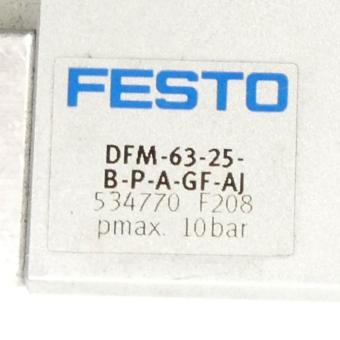 FESTO
DFM-63-25-
B-P-A-GF-AJ
534770 F208
pmax. 10bar